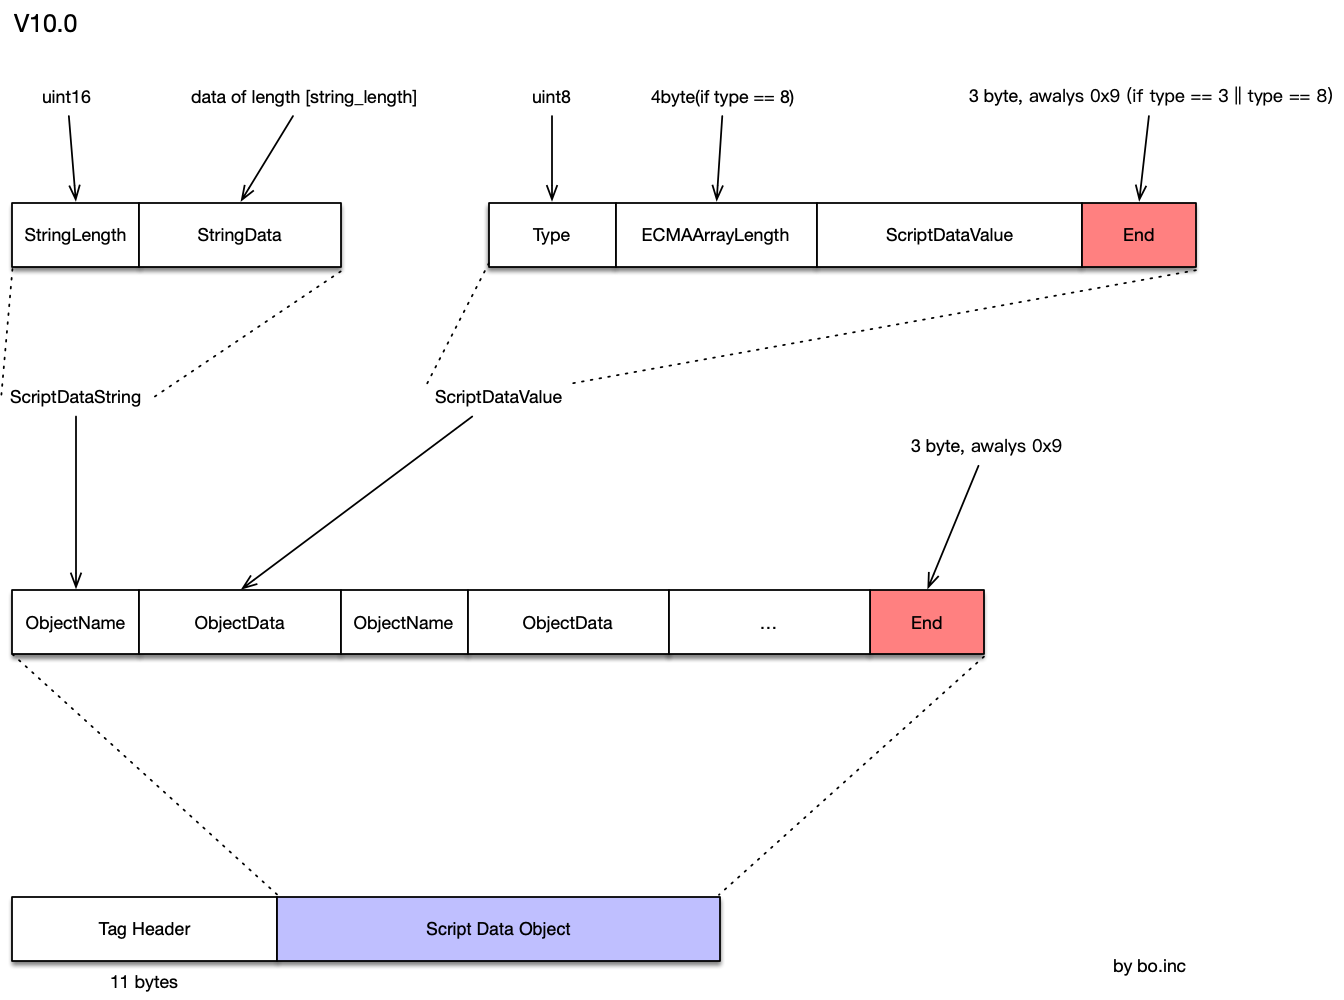 V10.0
uint16
data of length [string_length]
uint8
4byte(if type == 8)
3 byte, awalys 0x9 (if type == 3 || type == 8)
StringLength
StringData
Type
ECMAArrayLength
ScriptDataValue
End
ScriptDataString
ScriptDataValue
3 byte, awalys 0x9
ObjectName
ObjectData
ObjectName
ObjectData
...
End
Tag Header
Script Data Object
11 bytes
by bo.inc